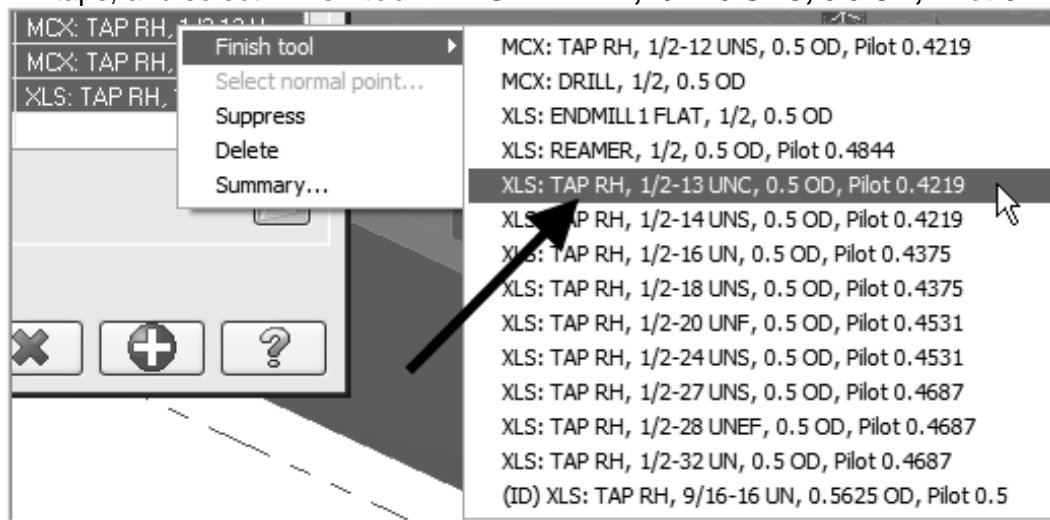 MCX: TAP RH,
MCX: TAP RH,
XLS: TAP RH,
Finish tool
Select normal point...
Suppress
Delete
Summary...
MCX: TAP RH, 1/2-12 UNS, 0.5 OD, Pilot 0.4219
MCX: DRILL, 1/2, 0.5 OD
XLS: ENDMILL1 FLAT, 1/2, 0.5 OD
XLS: REAMER, 1/2, 0.5 OD, Pilot 0.4844
XLS: TAP RH, 1/2-13 UNC, 0.5 OD, Pilot 0.4219
XLS: TAP RH, 1/2-14 UNS, 0.5 OD, Pilot 0.4219
XLS: TAP RH, 1/2-16 UN, 0.5 OD, Pilot 0.4375
XLS: TAP RH, 1/2-18 UNS, 0.5 OD, Pilot 0.4375
XLS: TAP RH, 1/2-20 UNF, 0.5 OD, Pilot 0.4531
XLS: TAP RH, 1/2-24 UNS, 0.5 OD, Pilot 0.4531
XLS: TAP RH, 1/2-27 UNS, 0.5 OD, Pilot 0.4687
XLS: TAP RH, 1/2-28 UNEF, 0.5 OD, Pilot 0.4687
XLS: TAP RH, 1/2-32 UN, 0.5 OD, Pilot 0.4687
(ID) XLS: TAP RH, 9/16-16 UN, 0.5625 OD, Pilot 0.5